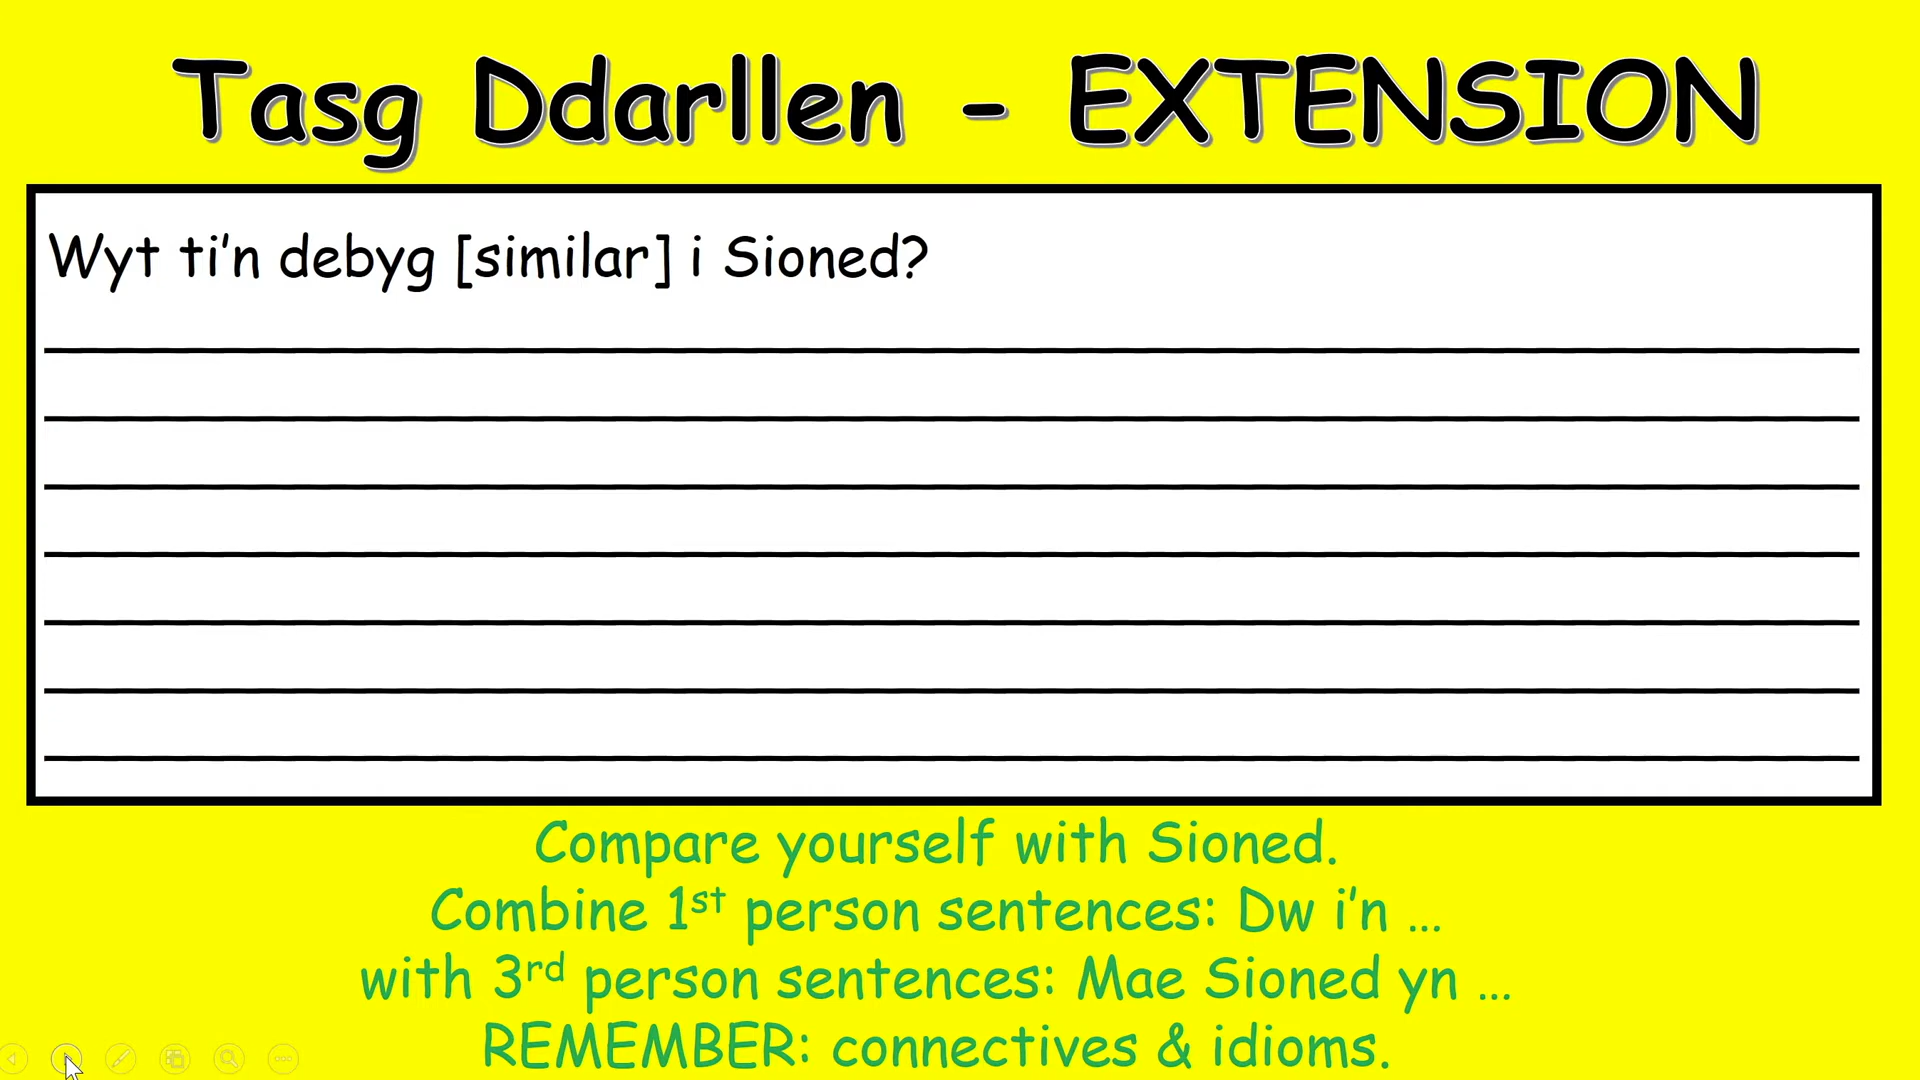 Tasg Ddarllen - EXTENSION
Wyt ti’n debyg [similar] i Sioned?
Compare yourself with Sioned.
Combine 1st person sentences: Dw i’n ...
with 3rd person sentences: Mae Sioned yn ...
REMEMBER: connectives & idioms.